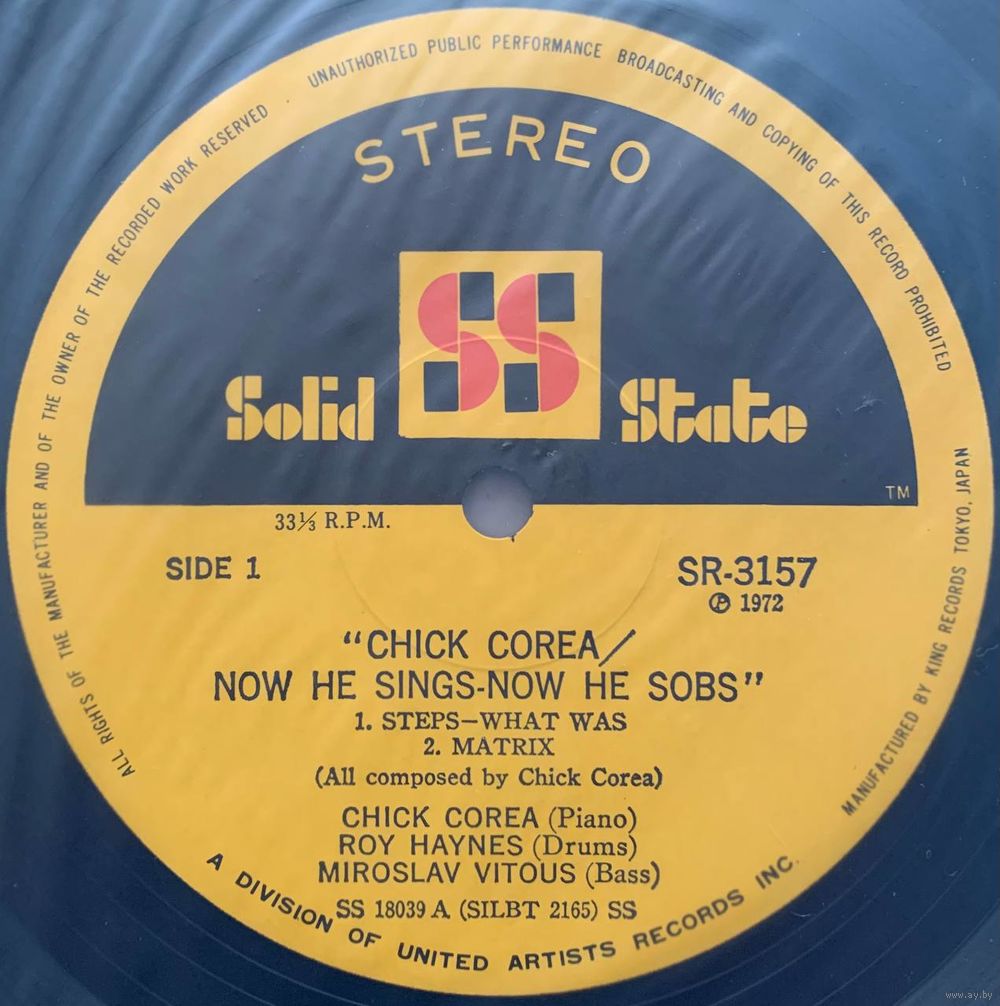 ALL RIGHTS OF THE MANUFACTURER AND OF THE OWNER OF THE RECORDED WORK RESERVED UNAUTHORIZED PUBLIC PERFORMANCE BROADCASTING AND COPYING OF THIS RECORD PROHIBITED
STEREO
SS
Solid State
TM
33⅓ R.P.M.
SIDE 1
SR-3157
℗ 1972
"CHICK COREA/
NOW HE SINGS-NOW HE SOBS"
1. STEPS—WHAT WAS
2. MATRIX
(All composed by Chick Corea)
CHICK COREA (Piano)
ROY HAYNES (Drums)
MIROSLAV VITOUS (Bass)
SS 18039 A (SILBT 2165) SS
A DIVISION OF UNITED ARTISTS RECORDS INC.
MANUFACTURED BY KING RECORDS TOKYO, JAPAN
www.ay.by